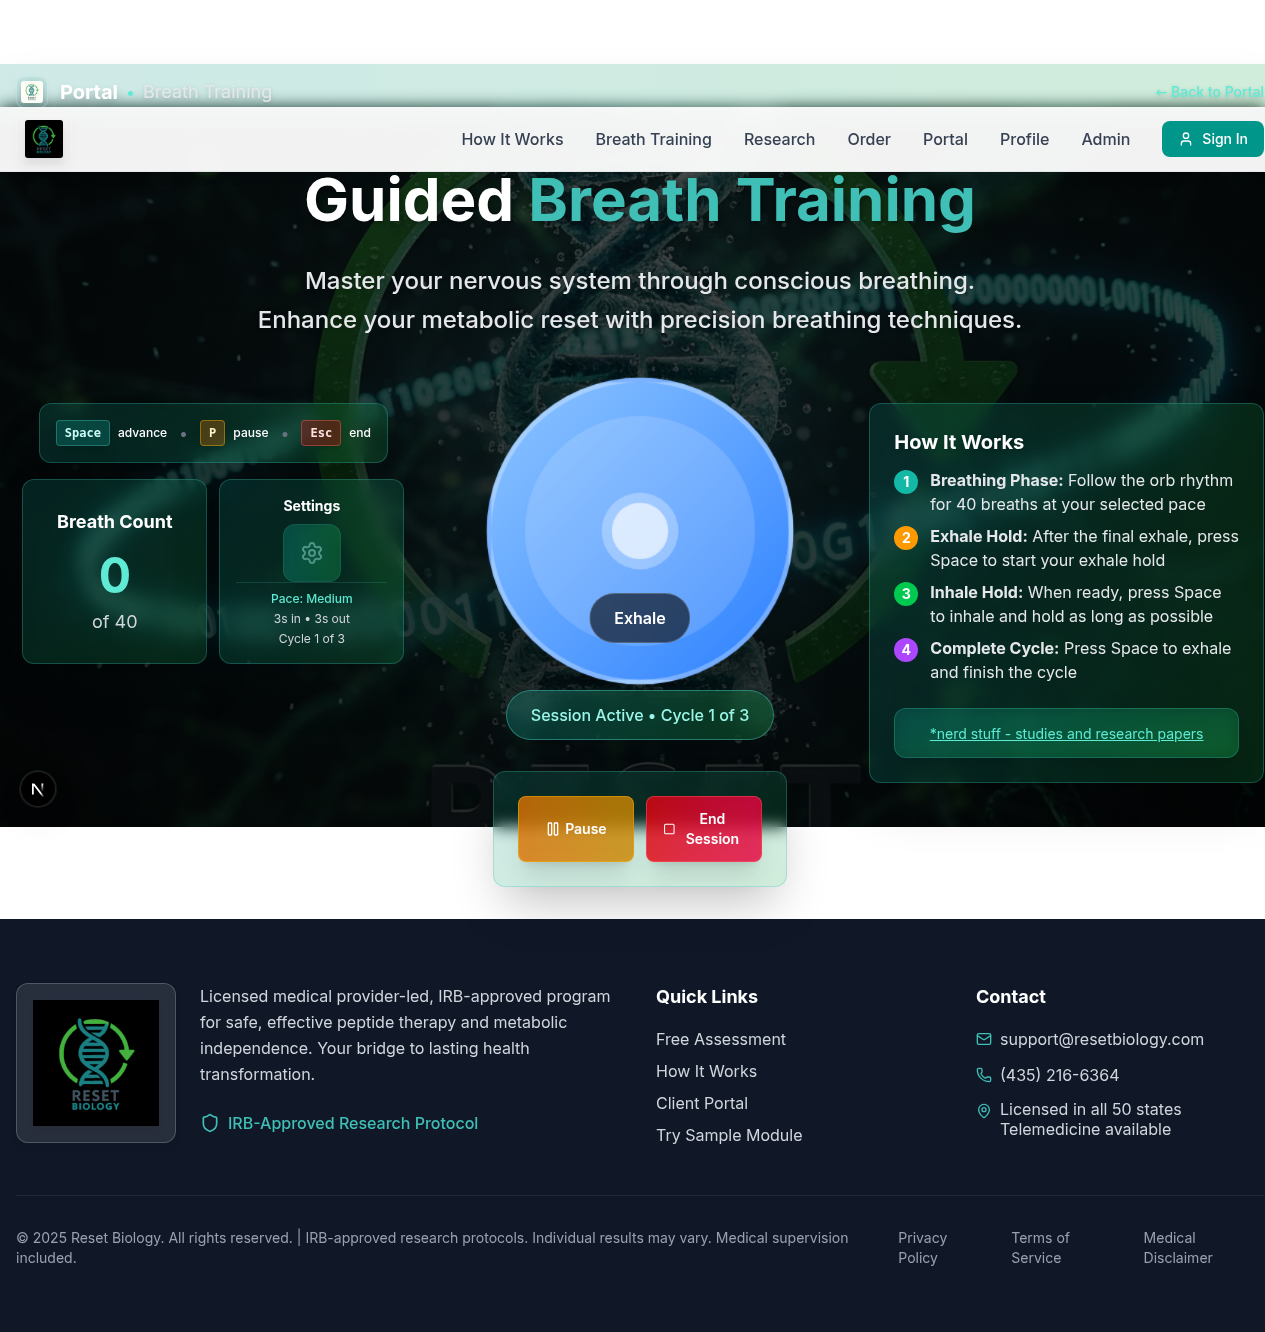 Portal • Breath Training
← Back to Portal
How It Works
Breath Training
Research
Order
Portal
Profile
Admin
Sign In
Guided Breath Training
Master your nervous system through conscious breathing.
Enhance your metabolic reset with precision breathing techniques.
Space advance • P pause • Esc end
Breath Count
0
of 40
Settings
Pace: Medium
3s in • 3s out
Cycle 1 of 3
Exhale
Session Active • Cycle 1 of 3
Pause
End
Session
How It Works
1 Breathing Phase: Follow the orb rhythm
for 40 breaths at your selected pace
2 Exhale Hold: After the final exhale, press
Space to start your exhale hold
3 Inhale Hold: When ready, press Space
to inhale and hold as long as possible
4 Complete Cycle: Press Space to exhale
and finish the cycle
*nerd stuff - studies and research papers
N
RESET
BIOLOGY
Licensed medical provider-led, IRB-approved program
for safe, effective peptide therapy and metabolic
independence. Your bridge to lasting health
transformation.
IRB-Approved Research Protocol
Quick Links
Free Assessment
How It Works
Client Portal
Try Sample Module
Contact
support@resetbiology.com
(435) 216-6364
Licensed in all 50 states
Telemedicine available
© 2025 Reset Biology. All rights reserved. | IRB-approved research protocols. Individual results may vary. Medical supervision
included.
Privacy
Policy
Terms of
Service
Medical
Disclaimer